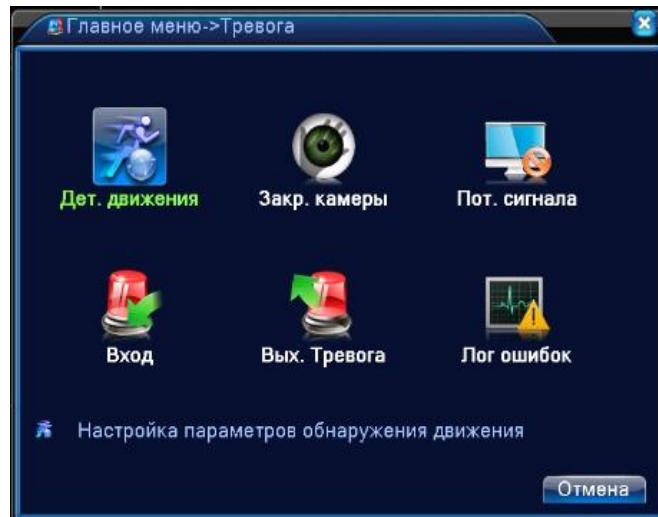 Главное меню->Тревога
Дет. движения
Закр. камеры
Пот. сигнала
Вход
Вых. Тревога
Лог ошибок
Настройка параметров обнаружения движения
Отмена